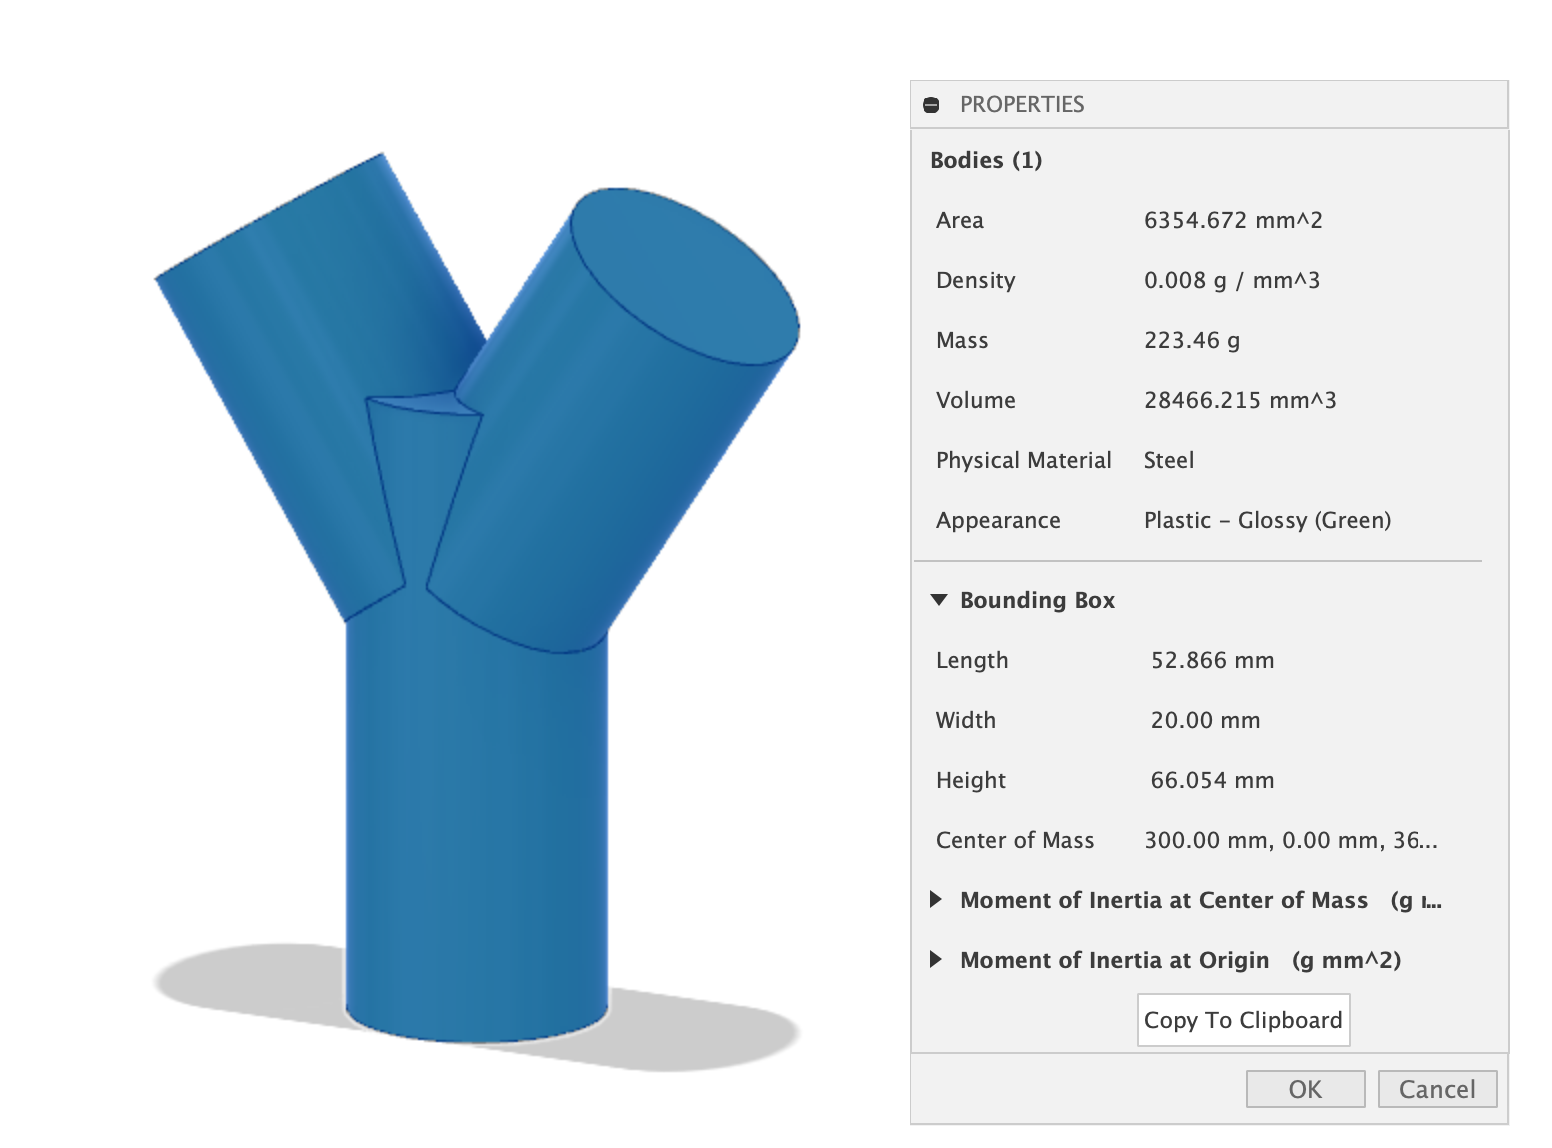 PROPERTIES
Bodies (1)
Area 6354.672 mm^2
Density 0.008 g / mm^3
Mass 223.46 g
Volume 28466.215 mm^3
Physical Material Steel
Appearance Plastic – Glossy (Green)
Bounding Box
Length 52.866 mm
Width 20.00 mm
Height 66.054 mm
Center of Mass 300.00 mm, 0.00 mm, 36...
Moment of Inertia at Center of Mass (g ı...
Moment of Inertia at Origin (g mm^2)
Copy To Clipboard
OK Cancel